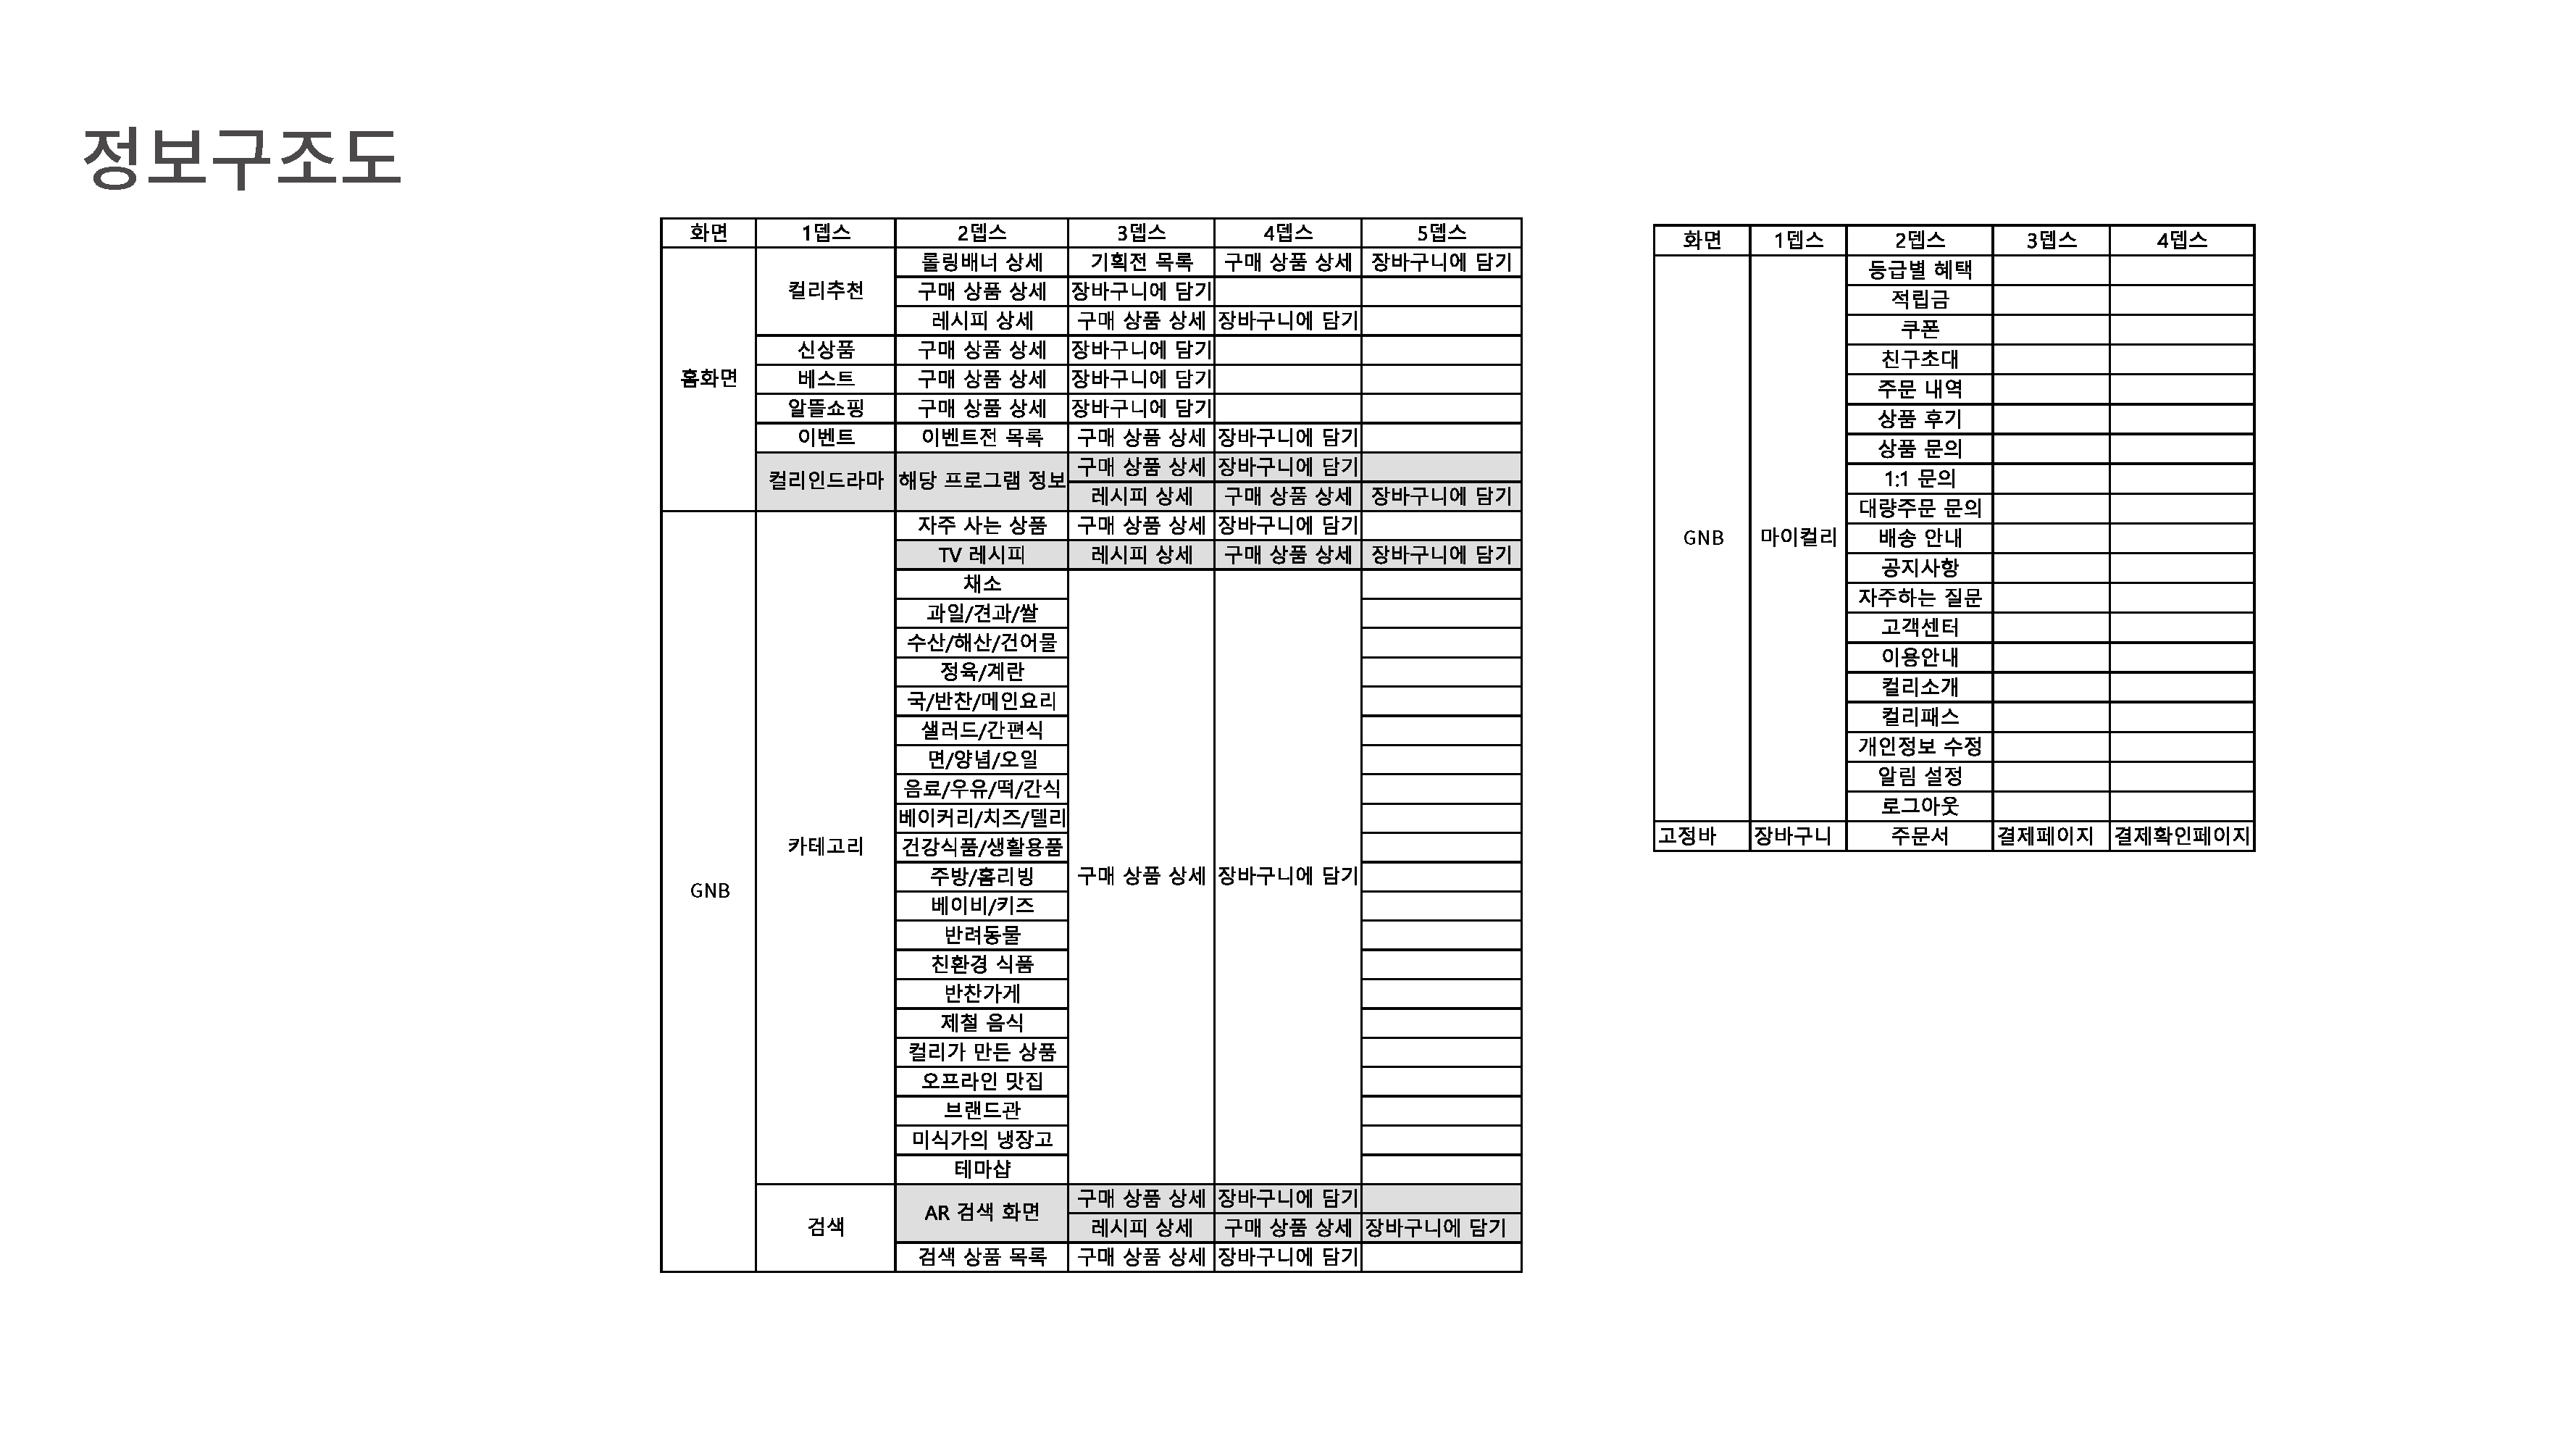 정보구조도
화면 1뎁스 2뎁스 3뎁스 4뎁스 5뎁스
롤링배너 상세 기획전 목록 구매 상품 상세 장바구니에 담기
컬리추천 구매 상품 상세 장바구니에 담기
레시피 상세 구매 상품 상세 장바구니에 담기
신상품 구매 상품 상세 장바구니에 담기
홈화면 베스트 구매 상품 상세 장바구니에 담기
알뜰쇼핑 구매 상품 상세 장바구니에 담기
이벤트 이벤트전 목록 구매 상품 상세 장바구니에 담기
구매 상품 상세 장바구니에 담기
컬리인드라마 해당 프로그램 정보
레시피 상세 구매 상품 상세 장바구니에 담기
자주 사는 상품 구매 상품 상세 장바구니에 담기
TV 레시피 레시피 상세 구매 상품 상세 장바구니에 담기
채소
과일/견과/쌀
수산/해산/건어물
정육/계란
국/반찬/메인요리
샐러드/간편식
면/양념/오일
음료/우유/떡/간식
베이커리/치즈/델리
카테고리 건강식품/생활용품
주방/홈리빙 구매 상품 상세 장바구니에 담기
GNB
베이비/키즈
반려동물
친환경 식품
반찬가게
제철 음식
컬리가 만든 상품
오프라인 맛집
브랜드관
미식가의 냉장고
테마샵
구매 상품 상세 장바구니에 담기
AR 검색 화면
검색 레시피 상세 구매 상품 상세 장바구니에 담기
검색 상품 목록 구매 상품 상세 장바구니에 담기
화면 1뎁스 2뎁스 3뎁스 4뎁스
등급별 혜택
적립금
쿠폰
친구초대
주문 내역
상품 후기
상품 문의
1:1 문의
대량주문 문의
GNB 마이컬리 배송 안내
공지사항
자주하는 질문
고객센터
이용안내
컬리소개
컬리패스
개인정보 수정
알림 설정
로그아웃
고정바 장바구니 주문서 결제페이지 결제확인페이지